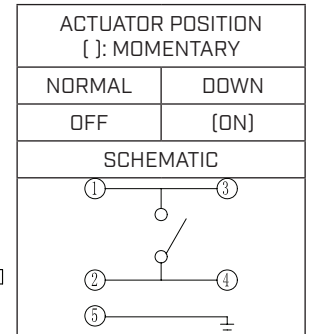 ACTUATOR POSITION
( ): MOMENTARY
NORMAL DOWN
OFF (ON)
SCHEMATIC
1 3
2 4
5